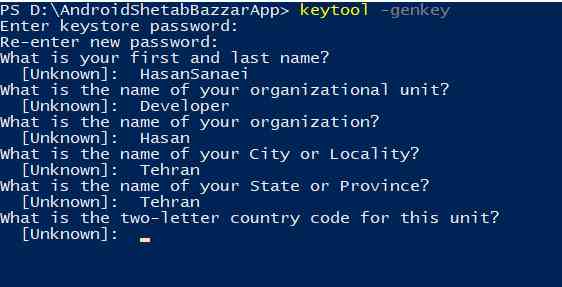 PS D:\AndroidShetabBazzarApp> keytool -genkey
Enter keystore password:
Re-enter new password:
What is your first and last name?
  [Unknown]:  HasanSanaei
What is the name of your organizational unit?
  [Unknown]:  Developer
What is the name of your organization?
  [Unknown]:  Hasan
What is the name of your City or Locality?
  [Unknown]:  Tehran
What is the name of your State or Province?
  [Unknown]:  Tehran
What is the two-letter country code for this unit?
  [Unknown]: